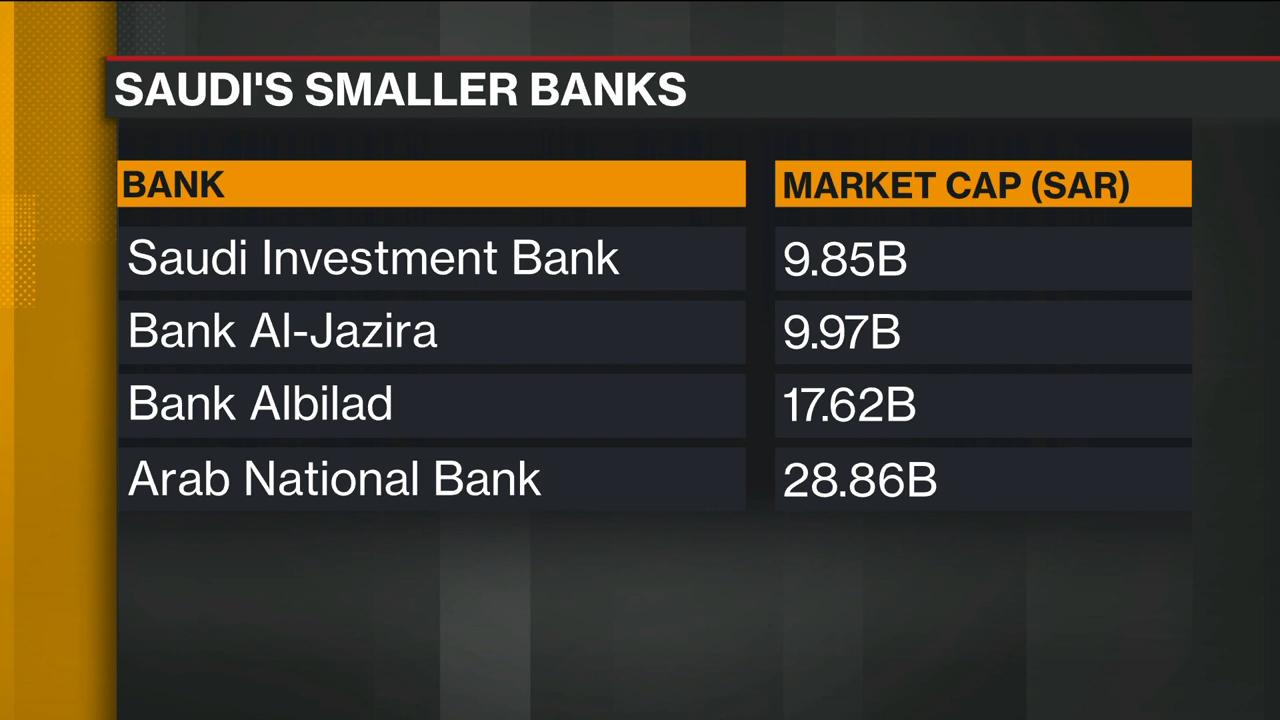 SAUDI'S SMALLER BANKS
BANK MARKET CAP (SAR)
Saudi Investment Bank 9.85B
Bank Al-Jazira 9.97B
Bank Albilad 17.62B
Arab National Bank 28.86B